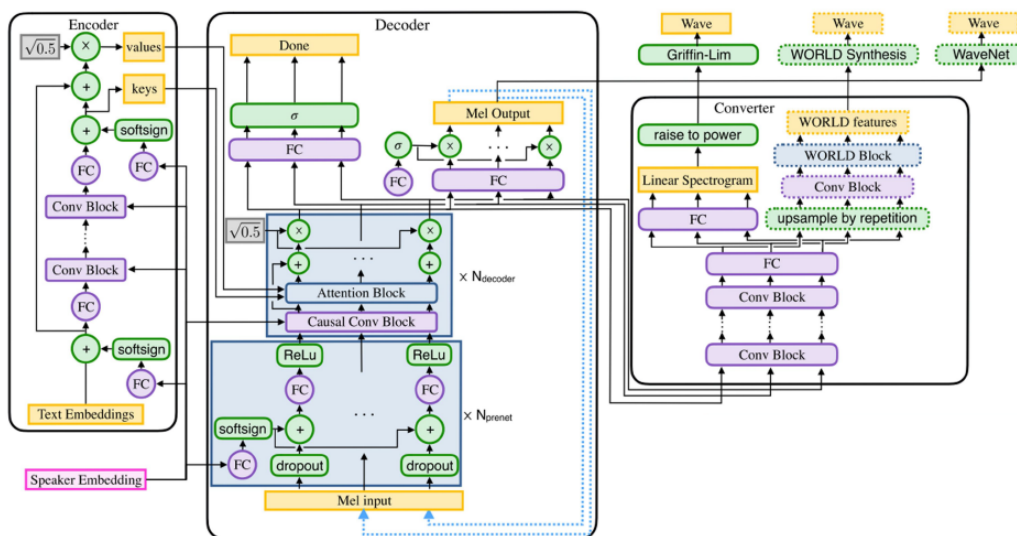 Encoder
√0.5
×
values
+
keys
+
softsign
FC
FC
Conv Block
Conv Block
FC
+
softsign
FC
Text Embeddings
Speaker Embedding
Decoder
Done
σ
FC
Mel Output
σ
×
. . .
×
FC
FC
√0.5
×
×
+
. . .
+
Attention Block
Causal Conv Block
× Ndecoder
ReLu
ReLu
FC
FC
softsign
+
. . .
+
FC
dropout
dropout
× Nprenet
Mel input
Wave
Wave
Wave
Griffin-Lim
WORLD Synthesis
WaveNet
Converter
raise to power
WORLD features
WORLD Block
Linear Spectrogram
Conv Block
FC
upsample by repetition
FC
Conv Block
Conv Block